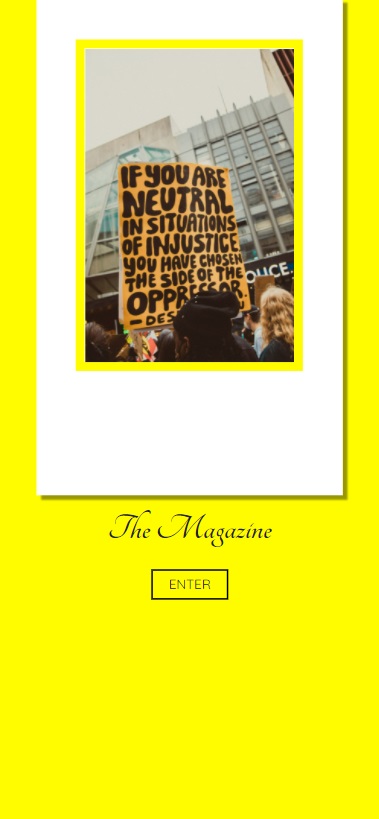 IF YOU ARE
NEUTRAL
IN SITUATIONS
OF INJUSTICE
YOU HAVE CHOSEN
THE SIDE OF THE
OPPRESSOR
The Magazine
ENTER